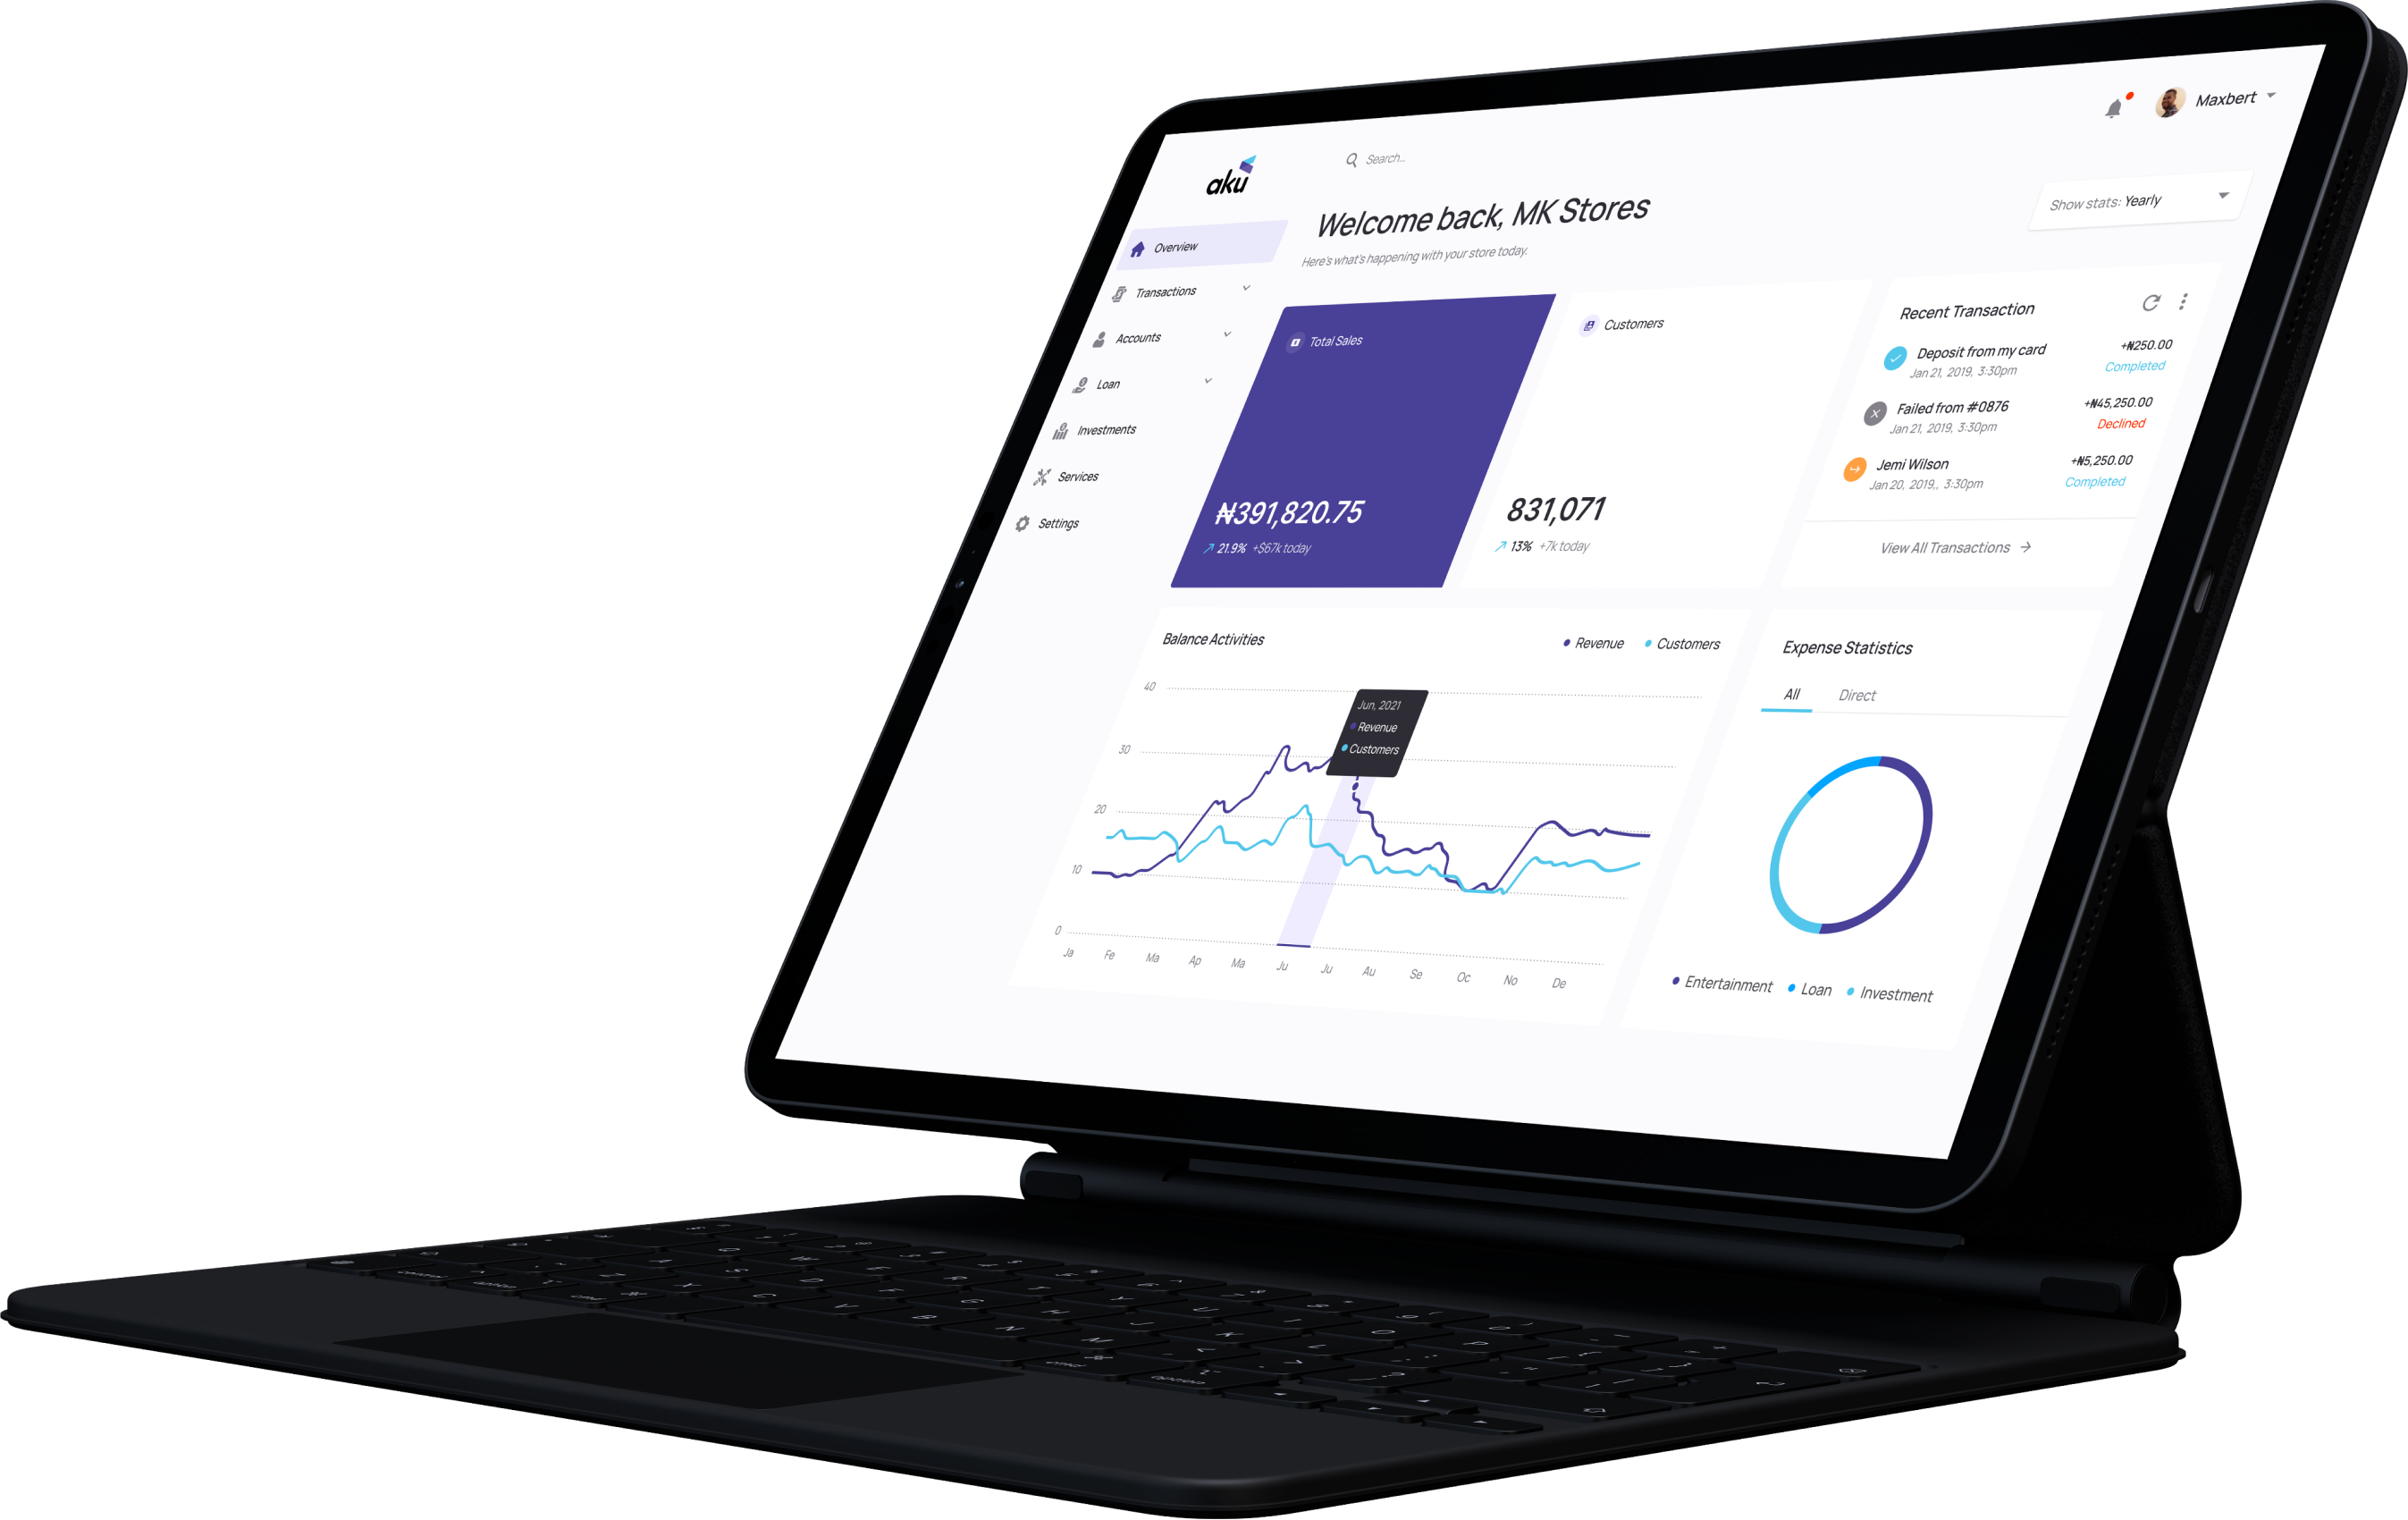 aku
Search...
Maxbert
Welcome back, MK Stores
Here's what's happening with your store today.
Show stats: Yearly
Overview
Transactions
Accounts
Loan
Investments
Services
Settings
Total Sales
₦391,820.75
21.9% +$67k today
Customers
831,071
13% +7k today
Recent Transaction
Deposit from my card
+₦250.00
Jan 21, 2019, 3:30pm
Completed
Failed from #0876
+₦45,250.00
Jan 21, 2019, 3:30pm
Declined
Jemi Wilson
+₦5,250.00
Jan 20, 2019,, 3:30pm
Completed
View All Transactions
Balance Activities
Revenue Customers
40
30
20
10
0
Jun, 2021
Revenue
Customers
Ja Fe Ma Ap Ma Ju Ju Au Se Oc No De
Expense Statistics
All Direct
Entertainment Loan Investment
control option cmd
cmd option